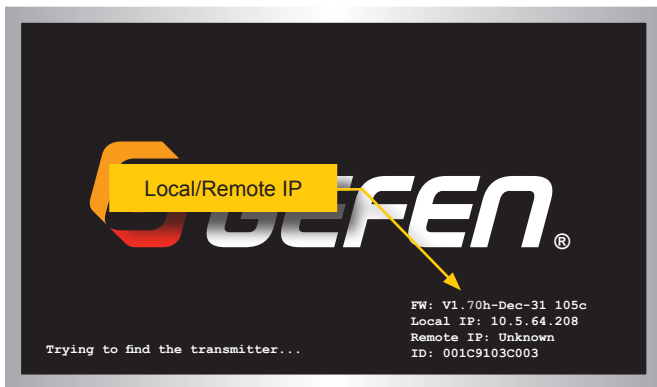 Local/Remote IP
GEFEN®
FW: V1.70h-Dec-31 105c
Local IP: 10.5.64.208
Remote IP: Unknown
ID: 001C9103C003
Trying to find the transmitter...